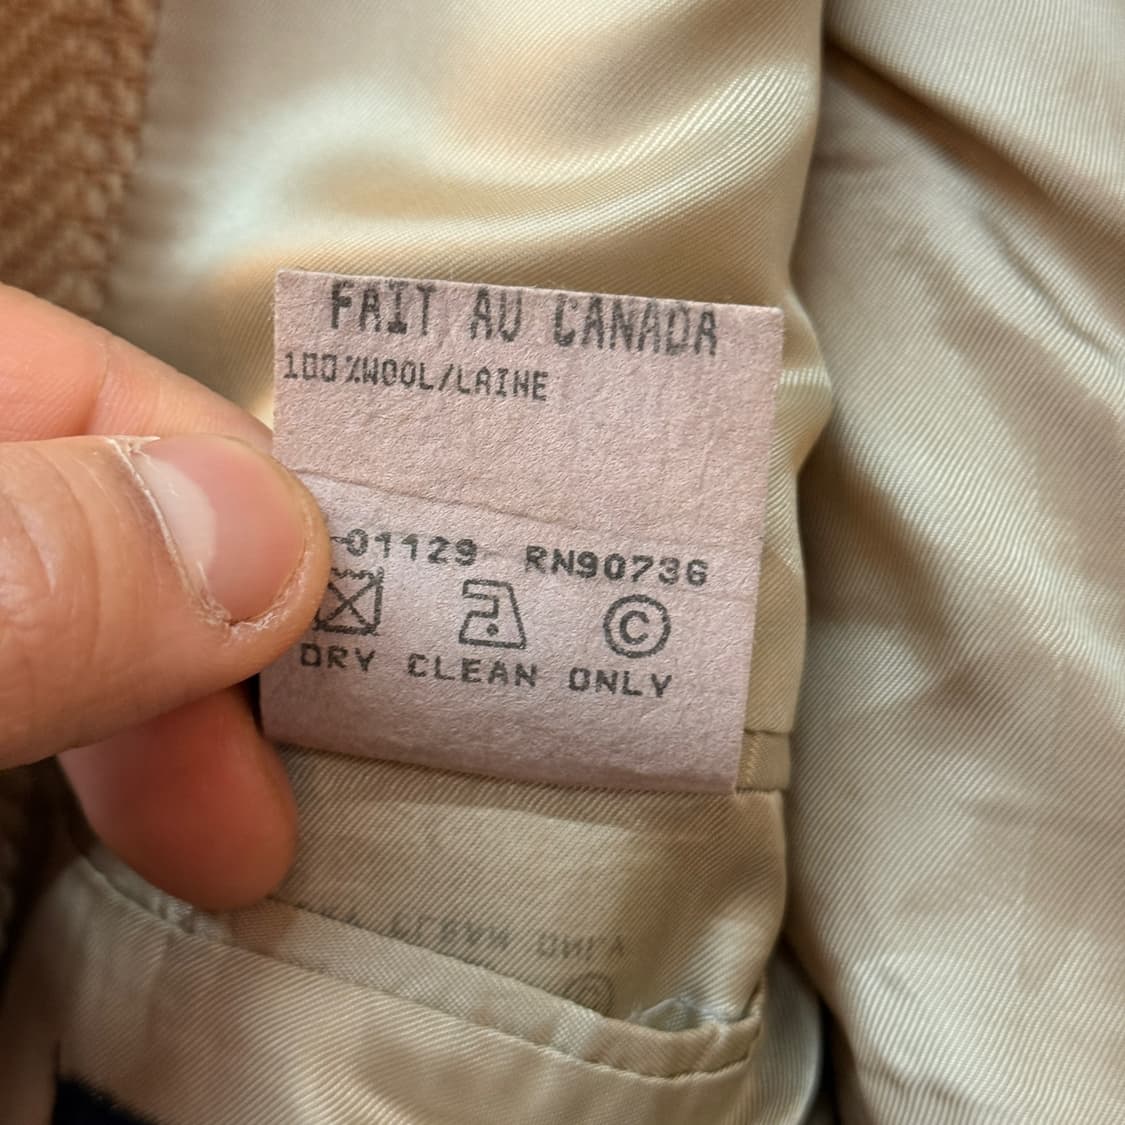 FAIT AU CANADA
100%WOOL/LAINE
-01129 RN90736
DRY CLEAN ONLY